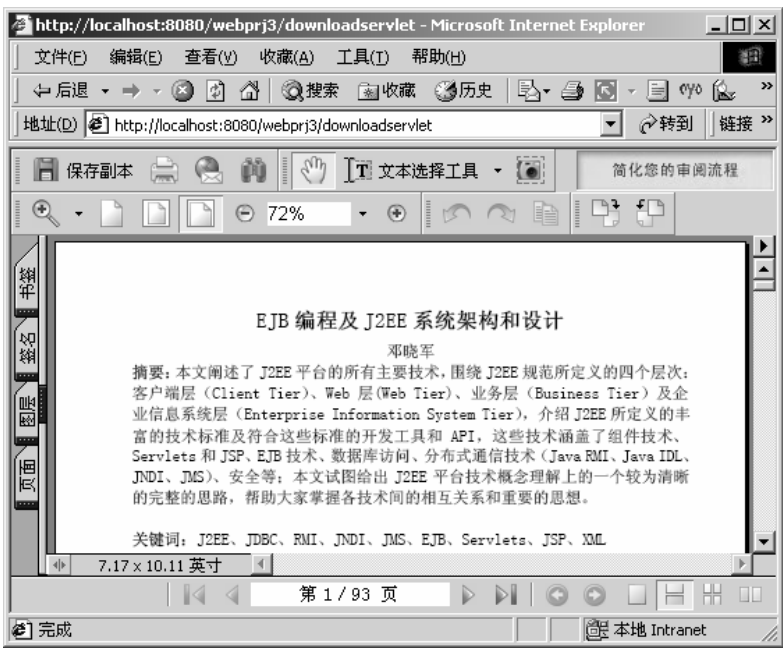 http://localhost:8080/webprj3/downloadservlet - Microsoft Internet Explorer
文件(F) 编辑(E) 查看(V) 收藏(A) 工具(T) 帮助(H)
后退 搜索 收藏 历史 »
地址(D) http://localhost:8080/webprj3/downloadservlet 转到 链接 »
保存副本 T 文本选择工具 简化您的审阅流程
72%
书签
签名
图层
页面
EJB 编程及 J2EE 系统架构和设计
邓晓军
摘要：本文阐述了 J2EE 平台的所有主要技术，围绕 J2EE 规范所定义的四个层次：
客户端层（Client Tier）、Web 层(Web Tier)、业务层（Business Tier）及企
业信息系统层（Enterprise Information System Tier），介绍 J2EE 所定义的丰
富的技术标准及符合这些标准的开发工具和 API，这些技术涵盖了组件技术、
Servlets 和 JSP、EJB 技术、数据库访问、分布式通信技术（Java RMI、Java IDL、
JNDI、JMS）、安全等；本文试图给出 J2EE 平台技术概念理解上的一个较为清晰
的完整的思路，帮助大家掌握各技术间的相互关系和重要的思想。
关键词：J2EE、JDBC、RMI、JNDI、JMS、EJB、Servlets、JSP、XML
7.17 x 10.11 英寸
第 1 / 93 页
完成 本地 Intranet